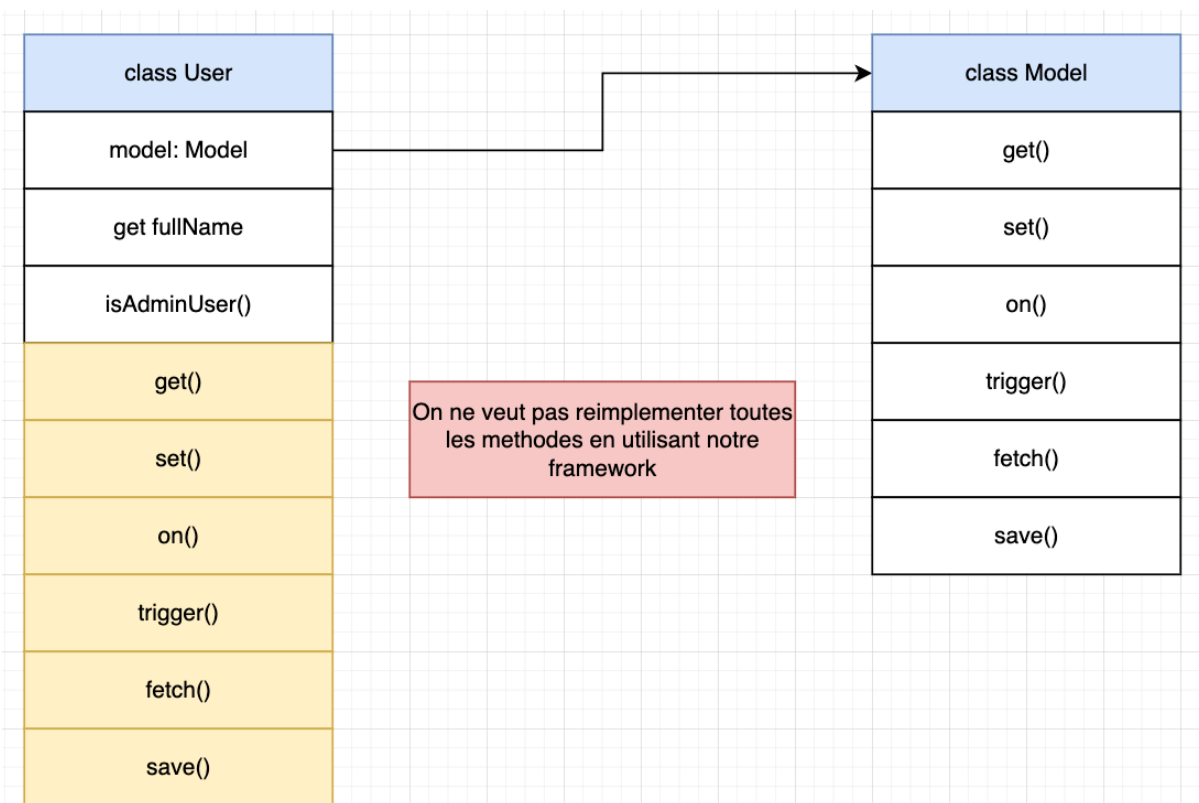 class User
model: Model
get fullName
isAdminUser()
get()
set()
on()
trigger()
fetch()
save()
On ne veut pas reimplementer toutes
les methodes en utilisant notre
framework
class Model
get()
set()
on()
trigger()
fetch()
save()